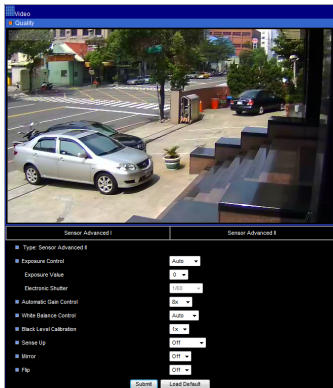 Video
Quality
Sensor Advanced I Sensor Advanced II
Type: Sensor Advanced II
Exposure Control Auto
Exposure Value 0
Electronic Shutter 1/60
Automatic Gain Control 8x
White Balance Control Auto
Black Level Calibration 1x
Sense Up Off
Mirror Off
Flip Off
Submit Load Default